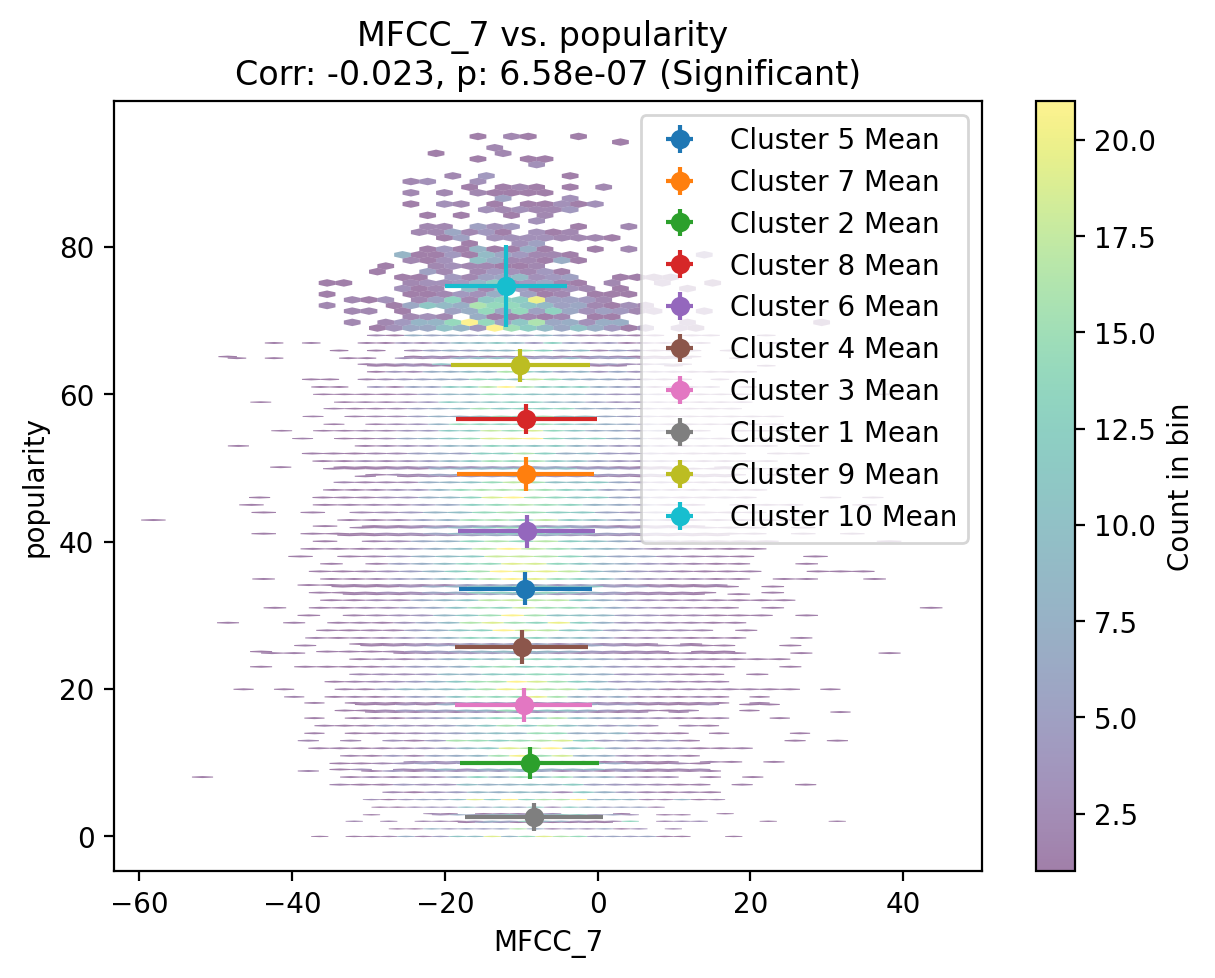 MFCC_7 vs. popularity
Corr: -0.023, p: 6.58e-07 (Significant)
Cluster 5 Mean
Cluster 7 Mean
Cluster 2 Mean
Cluster 8 Mean
Cluster 6 Mean
Cluster 4 Mean
Cluster 3 Mean
Cluster 1 Mean
Cluster 9 Mean
Cluster 10 Mean
80
60
40
20
0
popularity
−60
−40
−20
0
20
40
MFCC_7
20.0
17.5
15.0
12.5
10.0
7.5
5.0
2.5
Count in bin